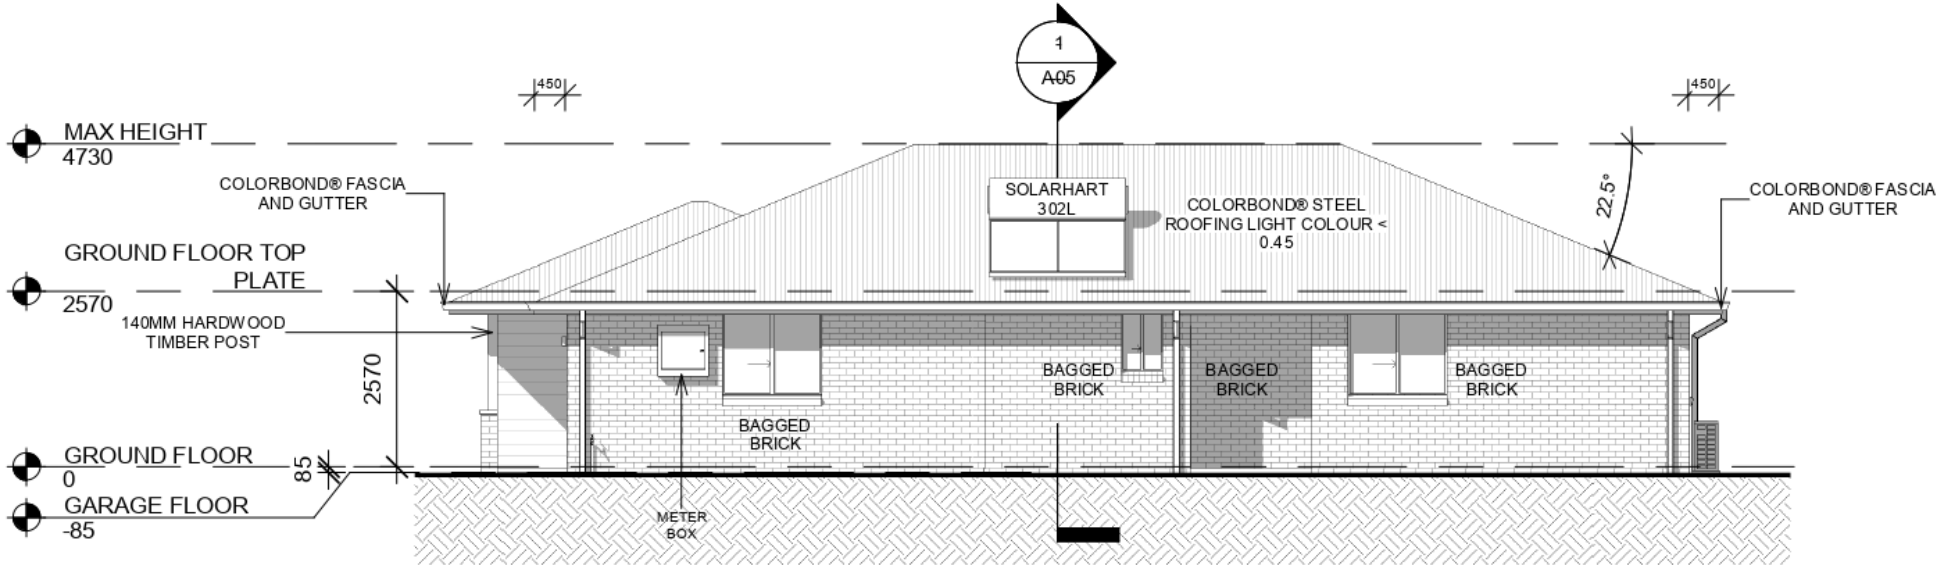 1
A05
450
450
MAX HEIGHT
4730
COLORBOND® FASCIA
AND GUTTER
SOLARHART
302L
COLORBOND® STEEL
ROOFING LIGHT COLOUR <
0.45
22.5°
COLORBOND® FASCIA
AND GUTTER
GROUND FLOOR TOP
PLATE
2570
140MM HARDWOOD
TIMBER POST
2570
BAGGED
BRICK
BAGGED
BRICK
BAGGED
BRICK
BAGGED
BRICK
GROUND FLOOR
0
85
GARAGE FLOOR
-85
METER
BOX